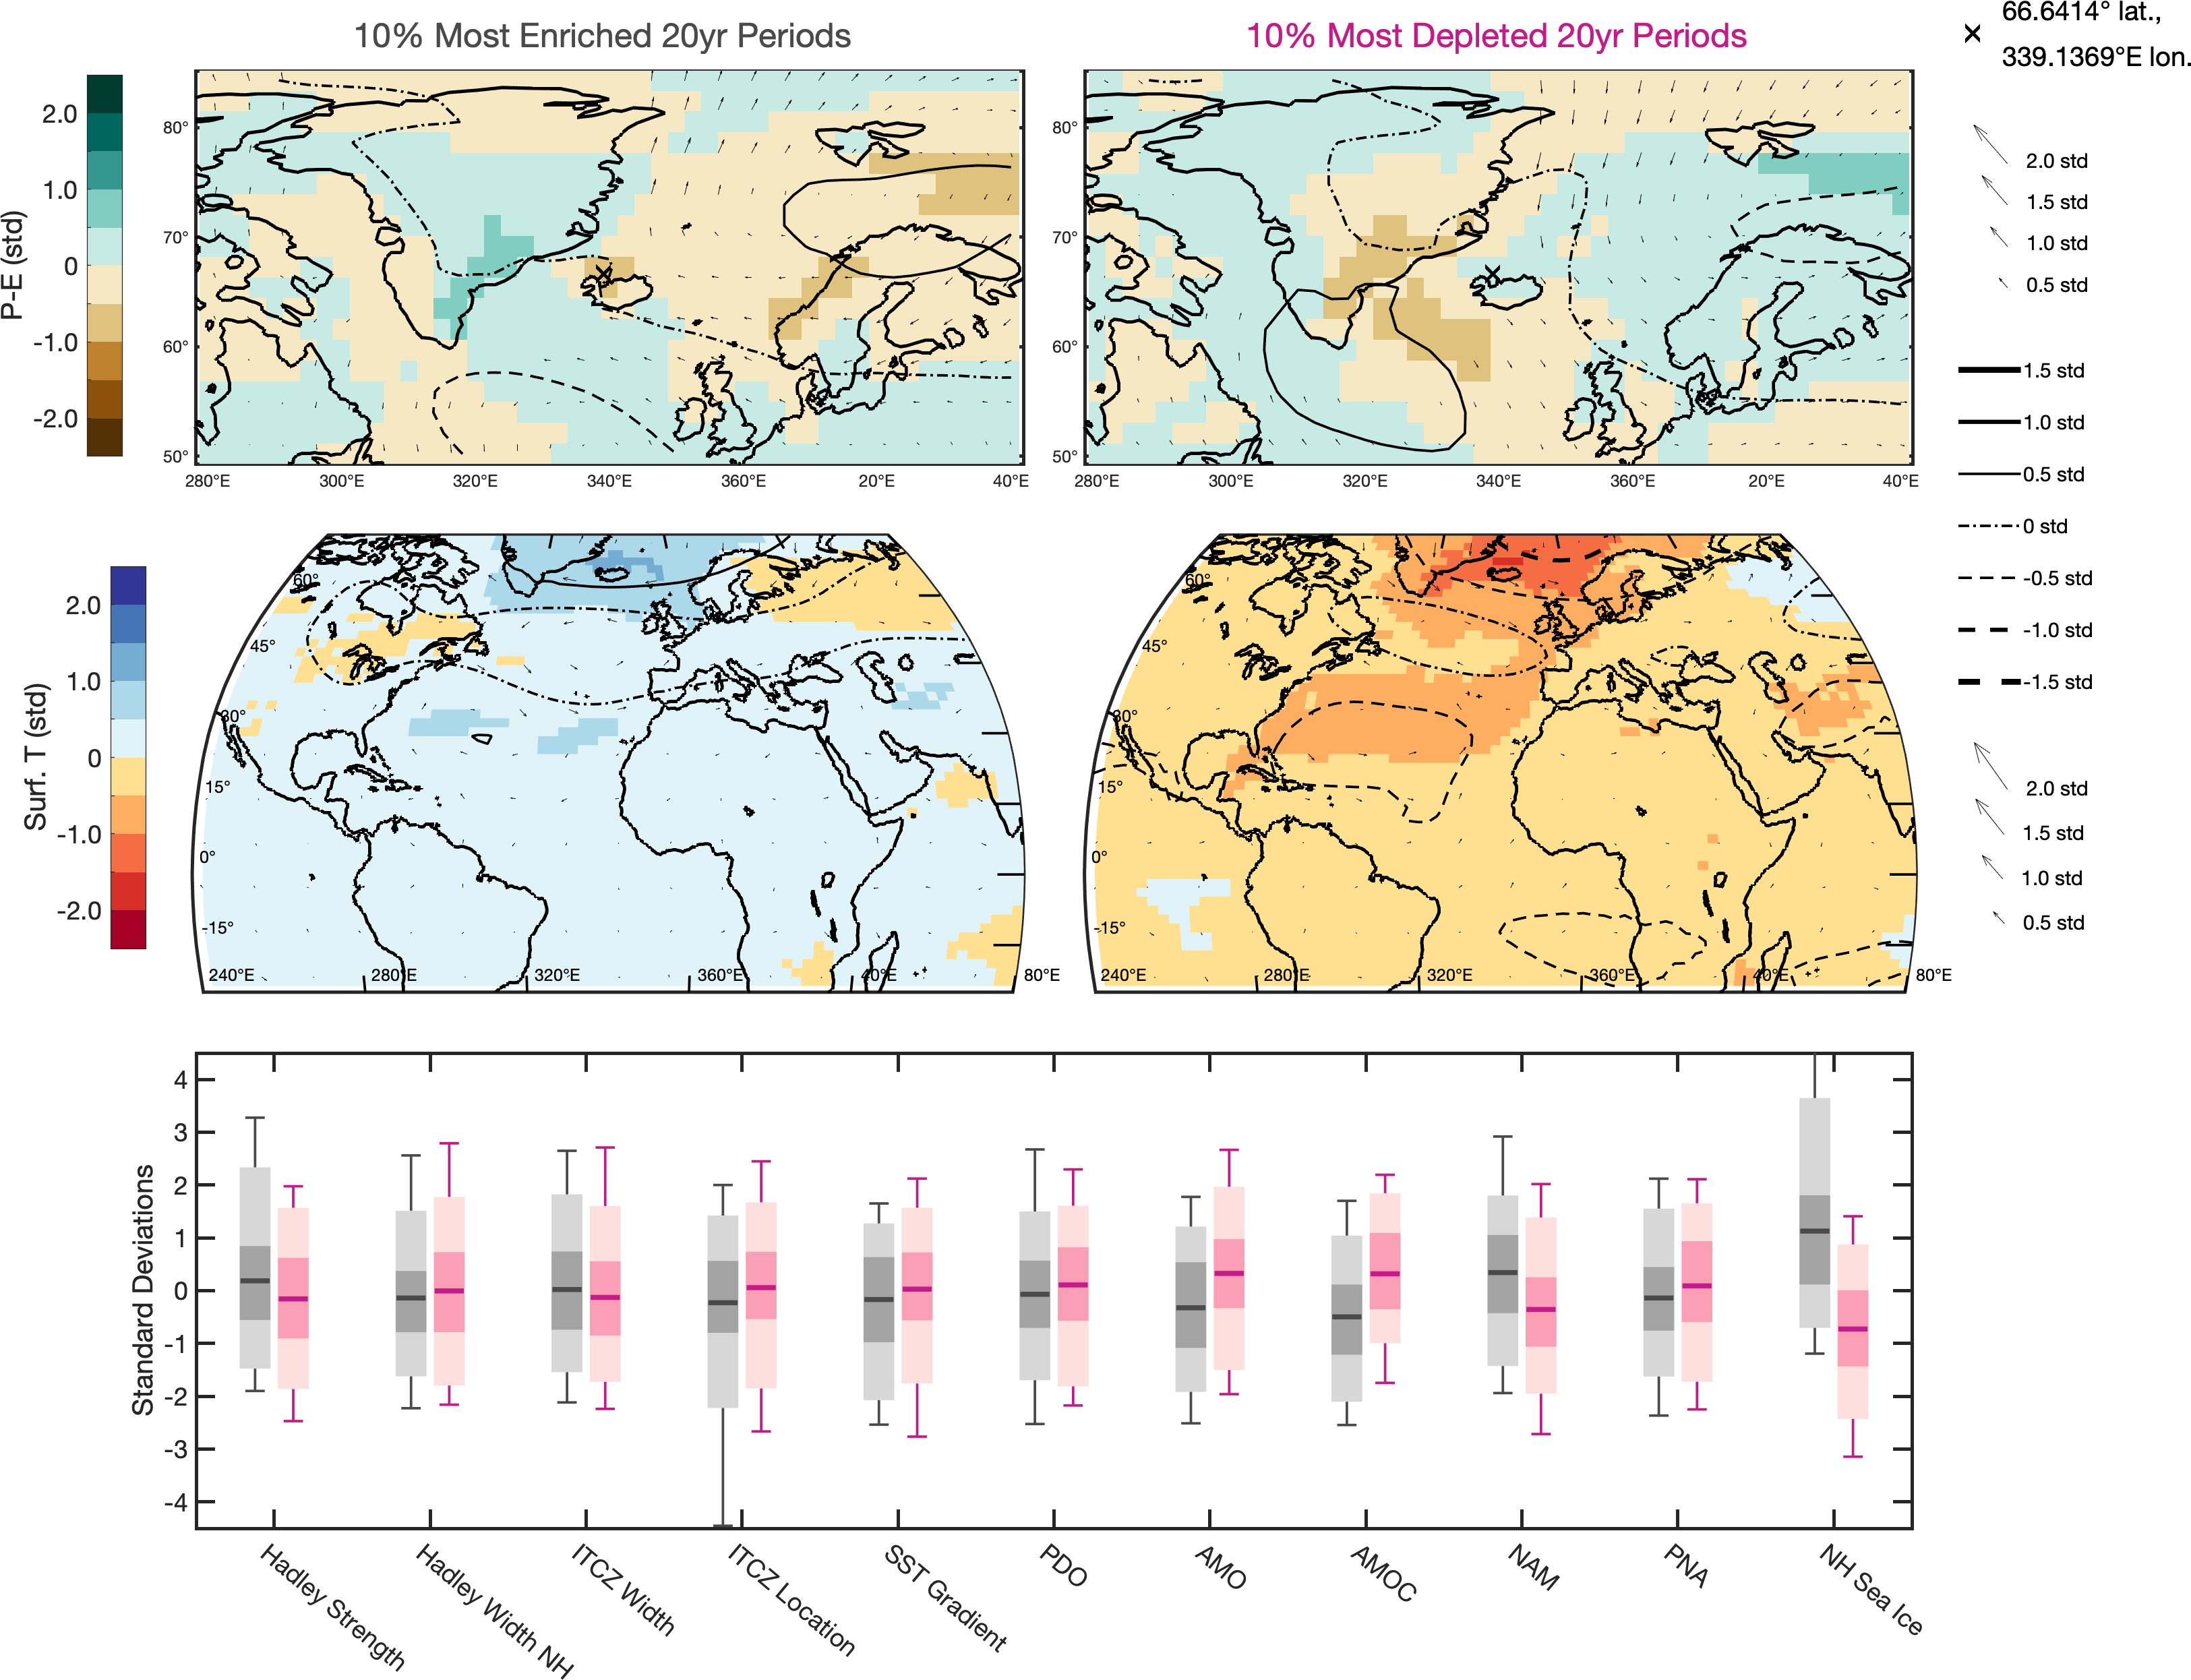 10% Most Enriched 20yr Periods
10% Most Depleted 20yr Periods
66.6414° lat.,
339.1369°E lon.
P-E (std)
2.0
1.0
0
-1.0
-2.0
80°
70°
60°
50°
280°E
300°E
320°E
340°E
360°E
20°E
40°E
80°
70°
60°
50°
280°E
300°E
320°E
340°E
360°E
20°E
40°E
2.0 std
1.5 std
1.0 std
0.5 std
1.5 std
1.0 std
0.5 std
0 std
-0.5 std
-1.0 std
-1.5 std
Surf. T (std)
2.0
1.0
0
-1.0
-2.0
60°
45°
30°
15°
0°
-15°
240°E
280°E
320°E
360°E
40°E
80°E
60°
45°
30°
15°
0°
-15°
240°E
280°E
320°E
360°E
40°E
80°E
2.0 std
1.5 std
1.0 std
0.5 std
Standard Deviations
4
3
2
1
0
-1
-2
-3
-4
Hadley Strength
Hadley Width NH
ITCZ Width
ITCZ Location
SST Gradient
PDO
AMO
AMOC
NAM
PNA
NH Sea Ice